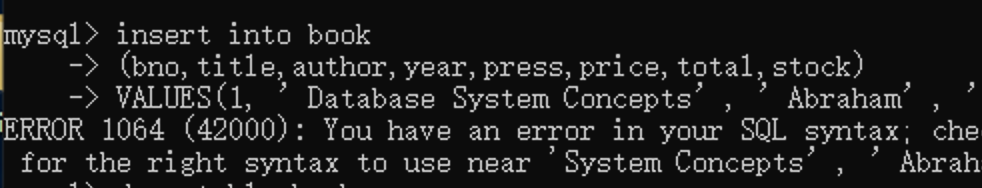 mysql> insert into book
-> (bno,title,author,year,press,price,total,stock)
-> VALUES(1, ’ Database System Concepts’ , ’ Abraham’ , ’
ERROR 1064 (42000): You have an error in your SQL syntax; che
for the right syntax to use near 'System Concepts’ , ’ Abrah